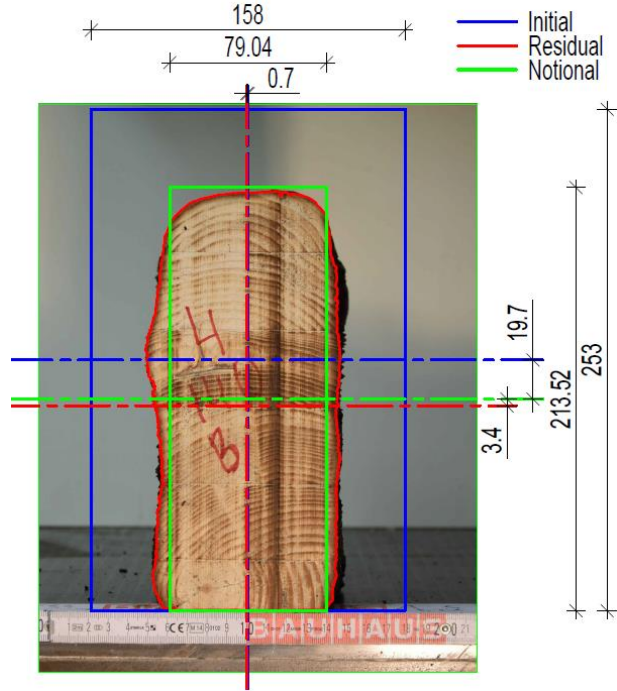 158
79.04
0.7
Initial
Residual
Notional
19.7
253
213.52
3.4
H
B
BAUHAUS